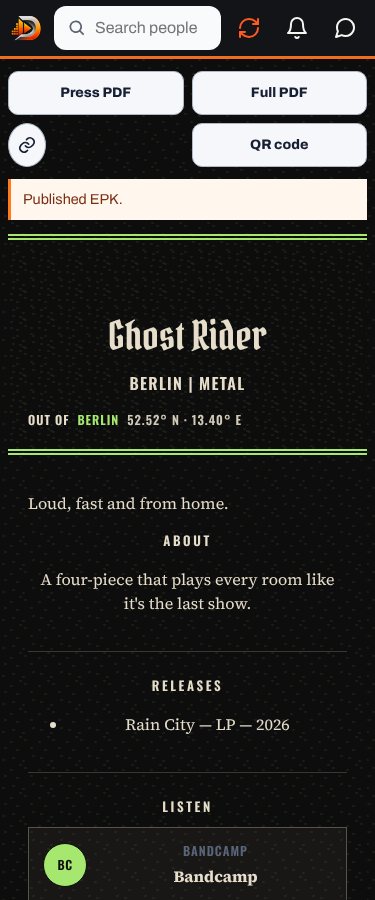 Search people
Press PDF
Full PDF
QR code
Published EPK.
Ghost Rider
BERLIN | METAL
OUT OF BERLIN 52.52° N · 13.40° E
Loud, fast and from home.
ABOUT
A four-piece that plays every room like
it's the last show.
RELEASES
• Rain City — LP — 2026
LISTEN
BC
BANDCAMP
Bandcamp